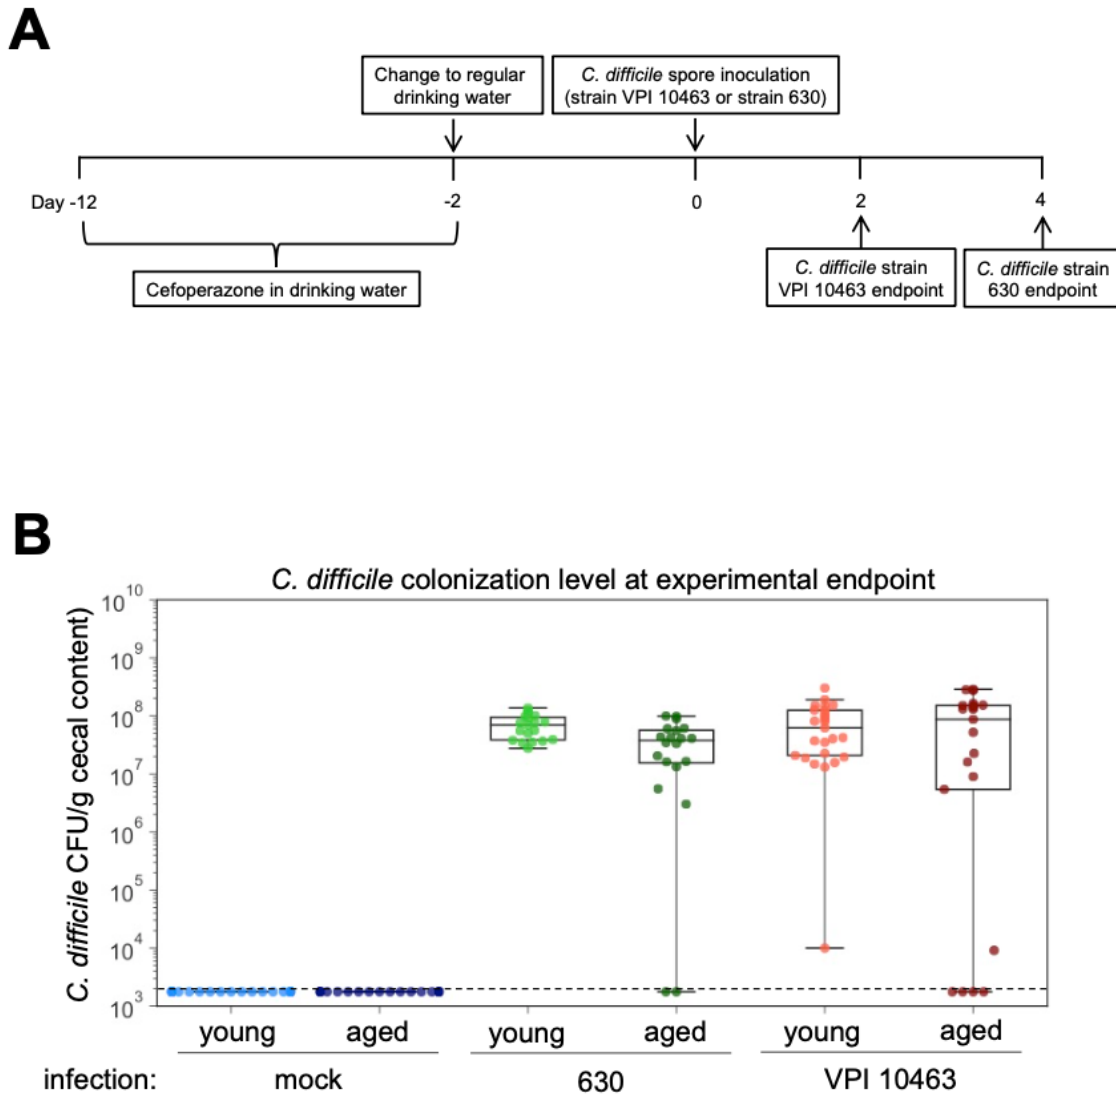 A
Change to regular
drinking water
C. difficile spore inoculation
(strain VPI 10463 or strain 630)
Day -12
-2
0
2
4
Cefoperazone in drinking water
C. difficile strain
VPI 10463 endpoint
C. difficile strain
630 endpoint
B
C. difficile colonization level at experimental endpoint
C. difficile CFU/g cecal content)
10^10
10^9
10^8
10^7
10^6
10^5
10^4
10^3
young aged young aged young aged
infection: mock 630 VPI 10463